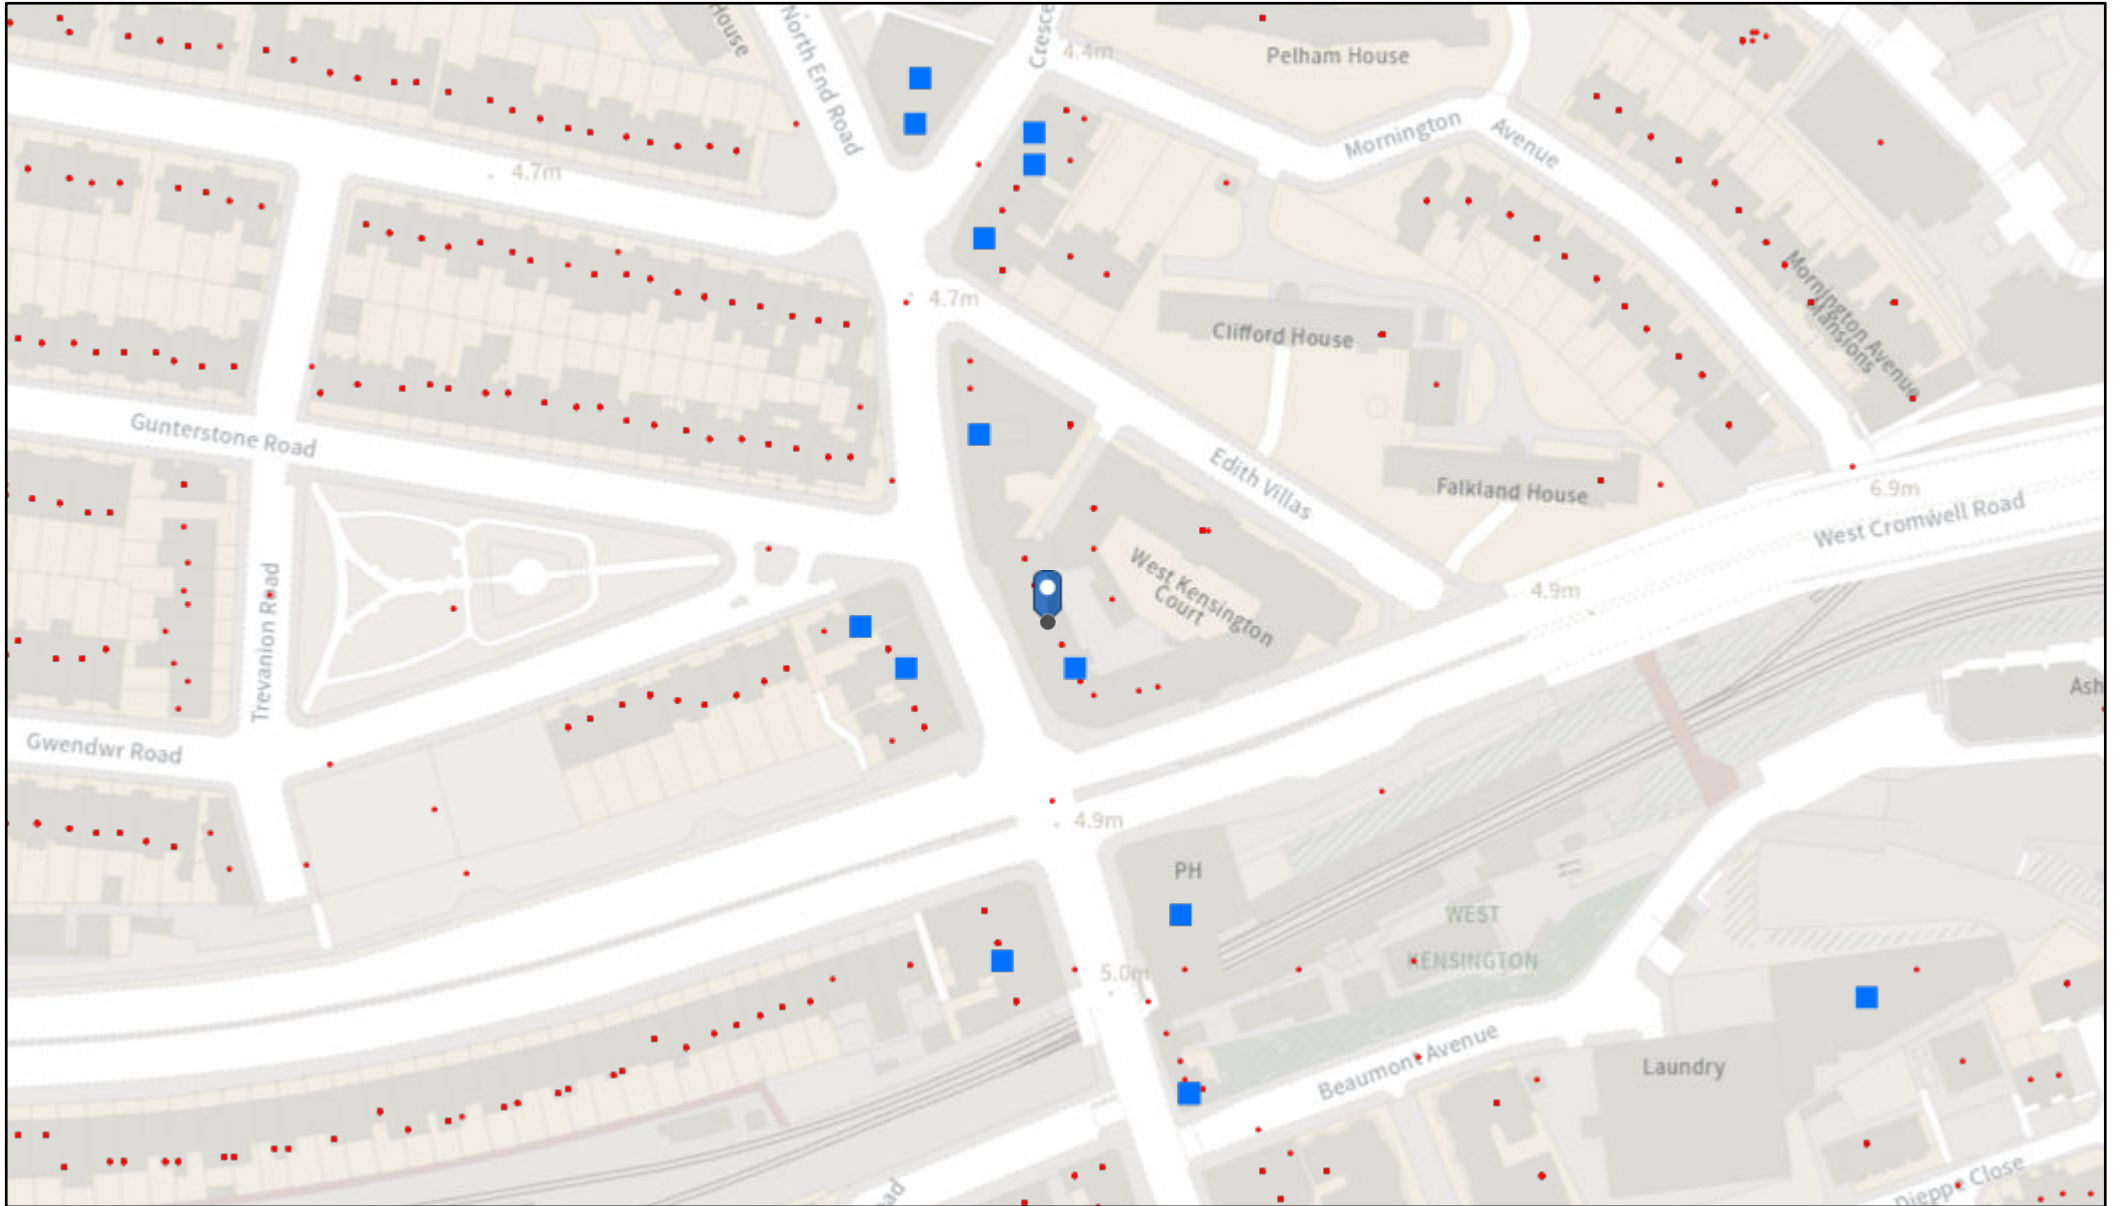 House
North End Road
Cresce
4.4m
Pelham House
Mornington
Avenue
4.7m
4.7m
Clifford House
Mornington Avenue
Mansions
Gunterstone Road
Edith Villas
Falkland House
6.9m
West Cromwell Road
Trevanion Road
West Kensington
Court
4.9m
Ash
Gwendwr Road
4.9m
PH
WEST
KENSINGTON
5.0m
Beaumont Avenue
Laundry
Dieppe Close
oad